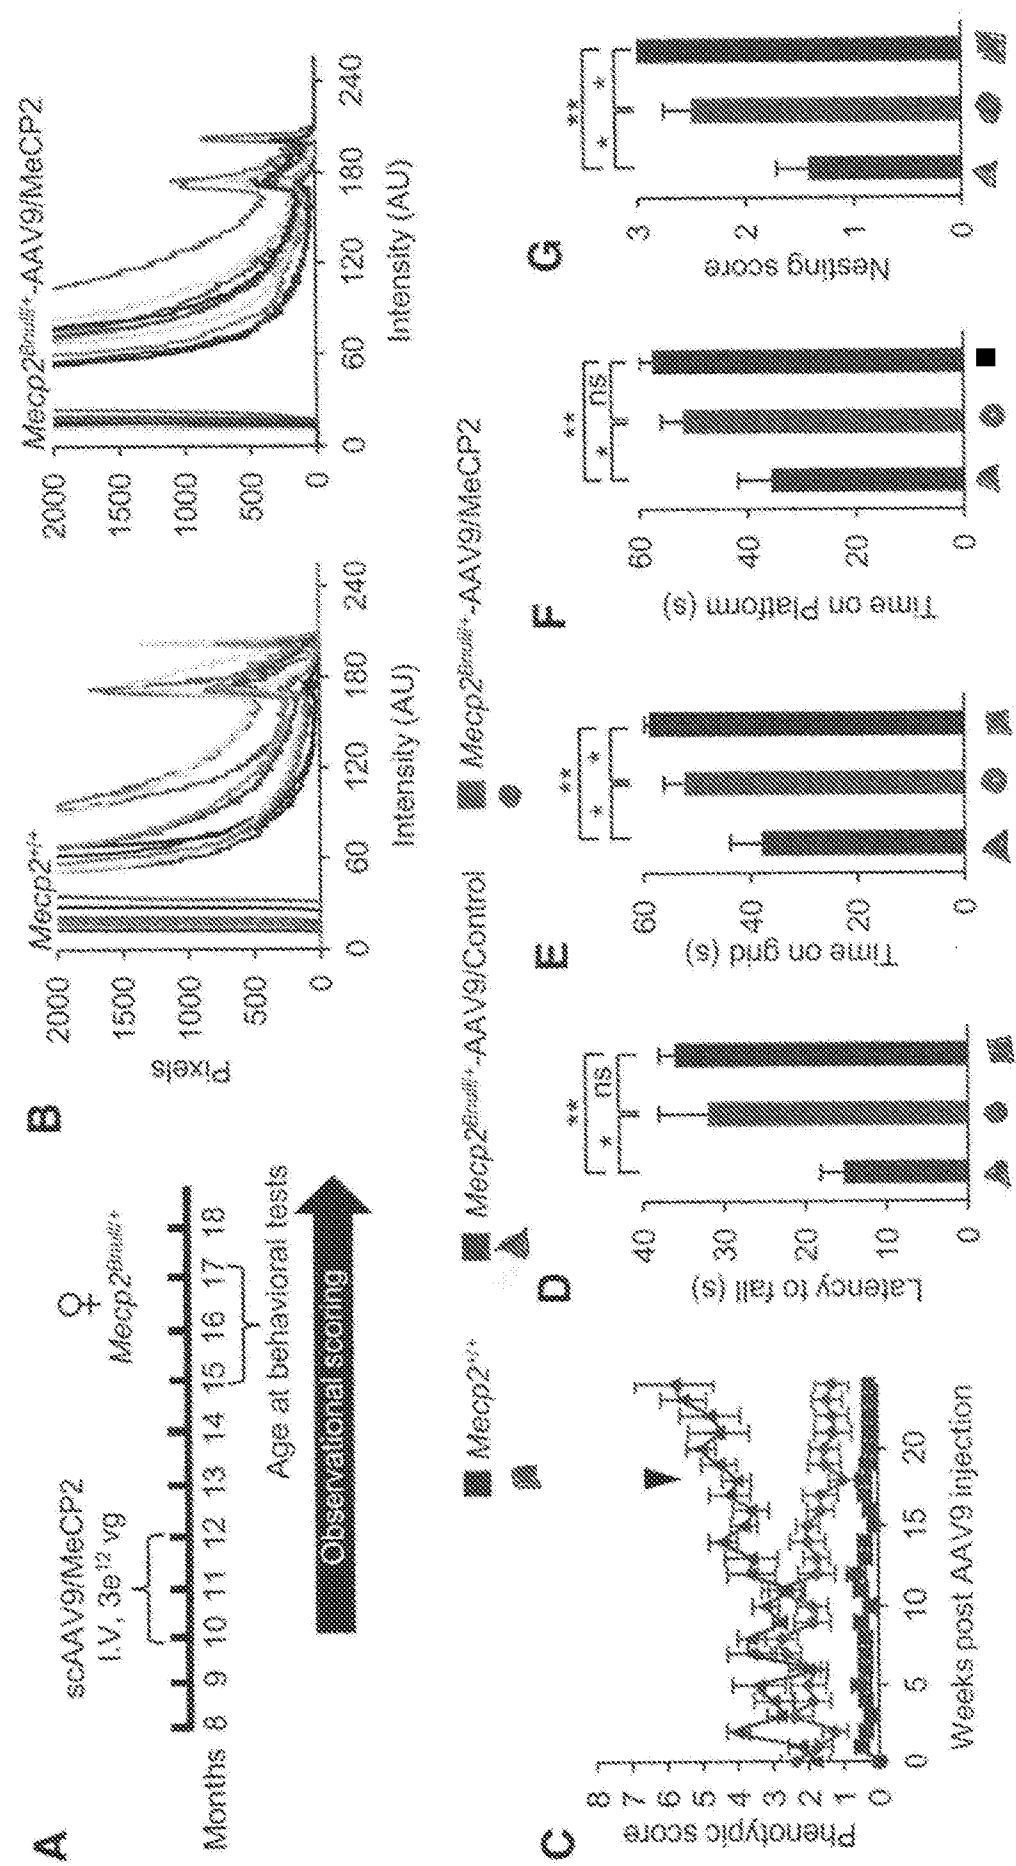 A
scAAV9/MeCP2
I.V, 3e12 vg
♀
Mecp2Bnull/+
Months 8 9 10 11 12 13 14 15 16 17 18
Age at behavioral tests
Observational scoring
B
Mecp2+/+
Pixels
2000
1500
1000
500
0
0 60 120 180 240
Intensity (AU)
Mecp2Bnull/+-AAV9/MeCP2
2000
1500
1000
500
0
0 60 120 180 240
Intensity (AU)
Mecp2+/+
Mecp2Bnull/+-AAV9/Control
Mecp2Bnull/+-AAV9/MeCP2
C
Phenotypic score
8
7
6
5
4
3
2
1
0
0 5 10 15 20
Weeks post AAV9 injection
D
Latency to fall (s)
40
30
20
10
0
**
* ns
E
Time on grid (s)
60
40
20
0
**
* *
F
Time on Platform (s)
60
40
20
0
**
* ns
G
Nesting score
3
2
1
0
**
* *